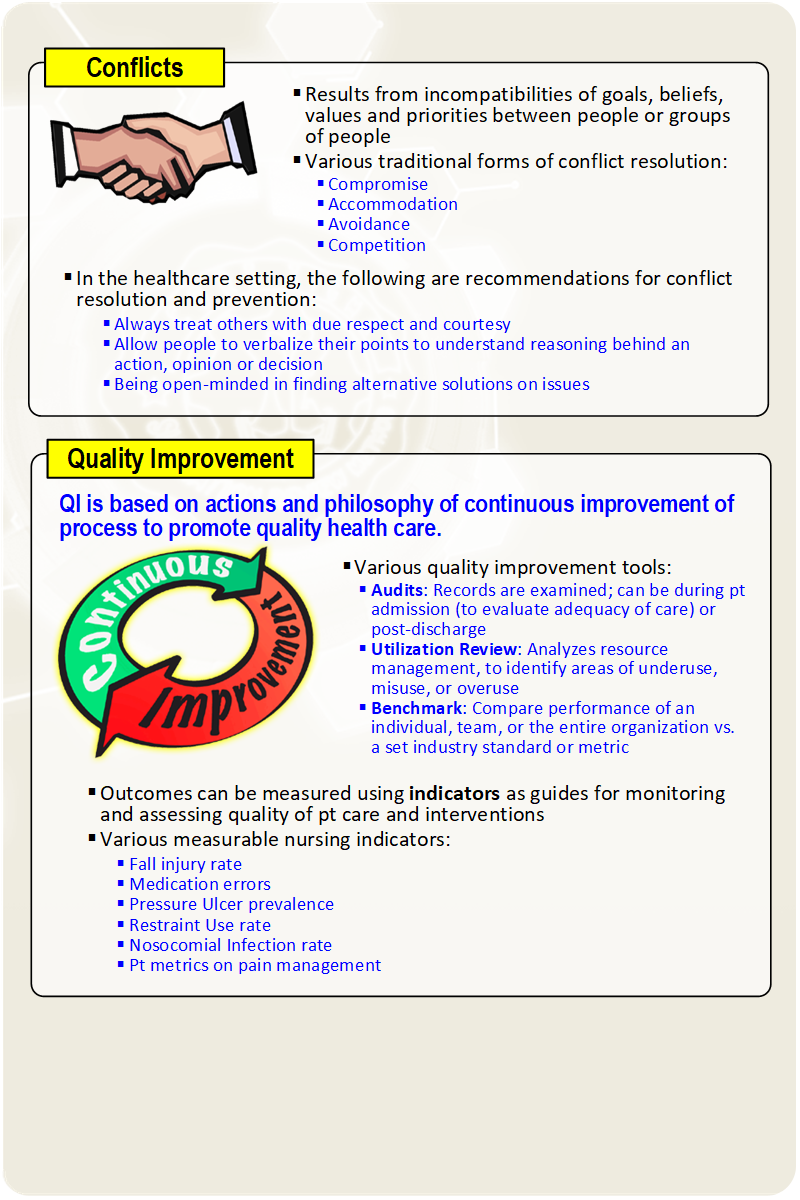 Conflicts
▪ Results from incompatibilities of goals, beliefs,
values and priorities between people or groups
of people
▪ Various traditional forms of conflict resolution:
▪ Compromise
▪ Accommodation
▪ Avoidance
▪ Competition
▪ In the healthcare setting, the following are recommendations for conflict
resolution and prevention:
▪ Always treat others with due respect and courtesy
▪ Allow people to verbalize their points to understand reasoning behind an
action, opinion or decision
▪ Being open-minded in finding alternative solutions on issues
Quality Improvement
QI is based on actions and philosophy of continuous improvement of
process to promote quality health care.
Continuous
Improvement
▪ Various quality improvement tools:
▪ Audits: Records are examined; can be during pt
admission (to evaluate adequacy of care) or
post-discharge
▪ Utilization Review: Analyzes resource
management, to identify areas of underuse,
misuse, or overuse
▪ Benchmark: Compare performance of an
individual, team, or the entire organization vs.
a set industry standard or metric
▪ Outcomes can be measured using indicators as guides for monitoring
and assessing quality of pt care and interventions
▪ Various measurable nursing indicators:
▪ Fall injury rate
▪ Medication errors
▪ Pressure Ulcer prevalence
▪ Restraint Use rate
▪ Nosocomial Infection rate
▪ Pt metrics on pain management